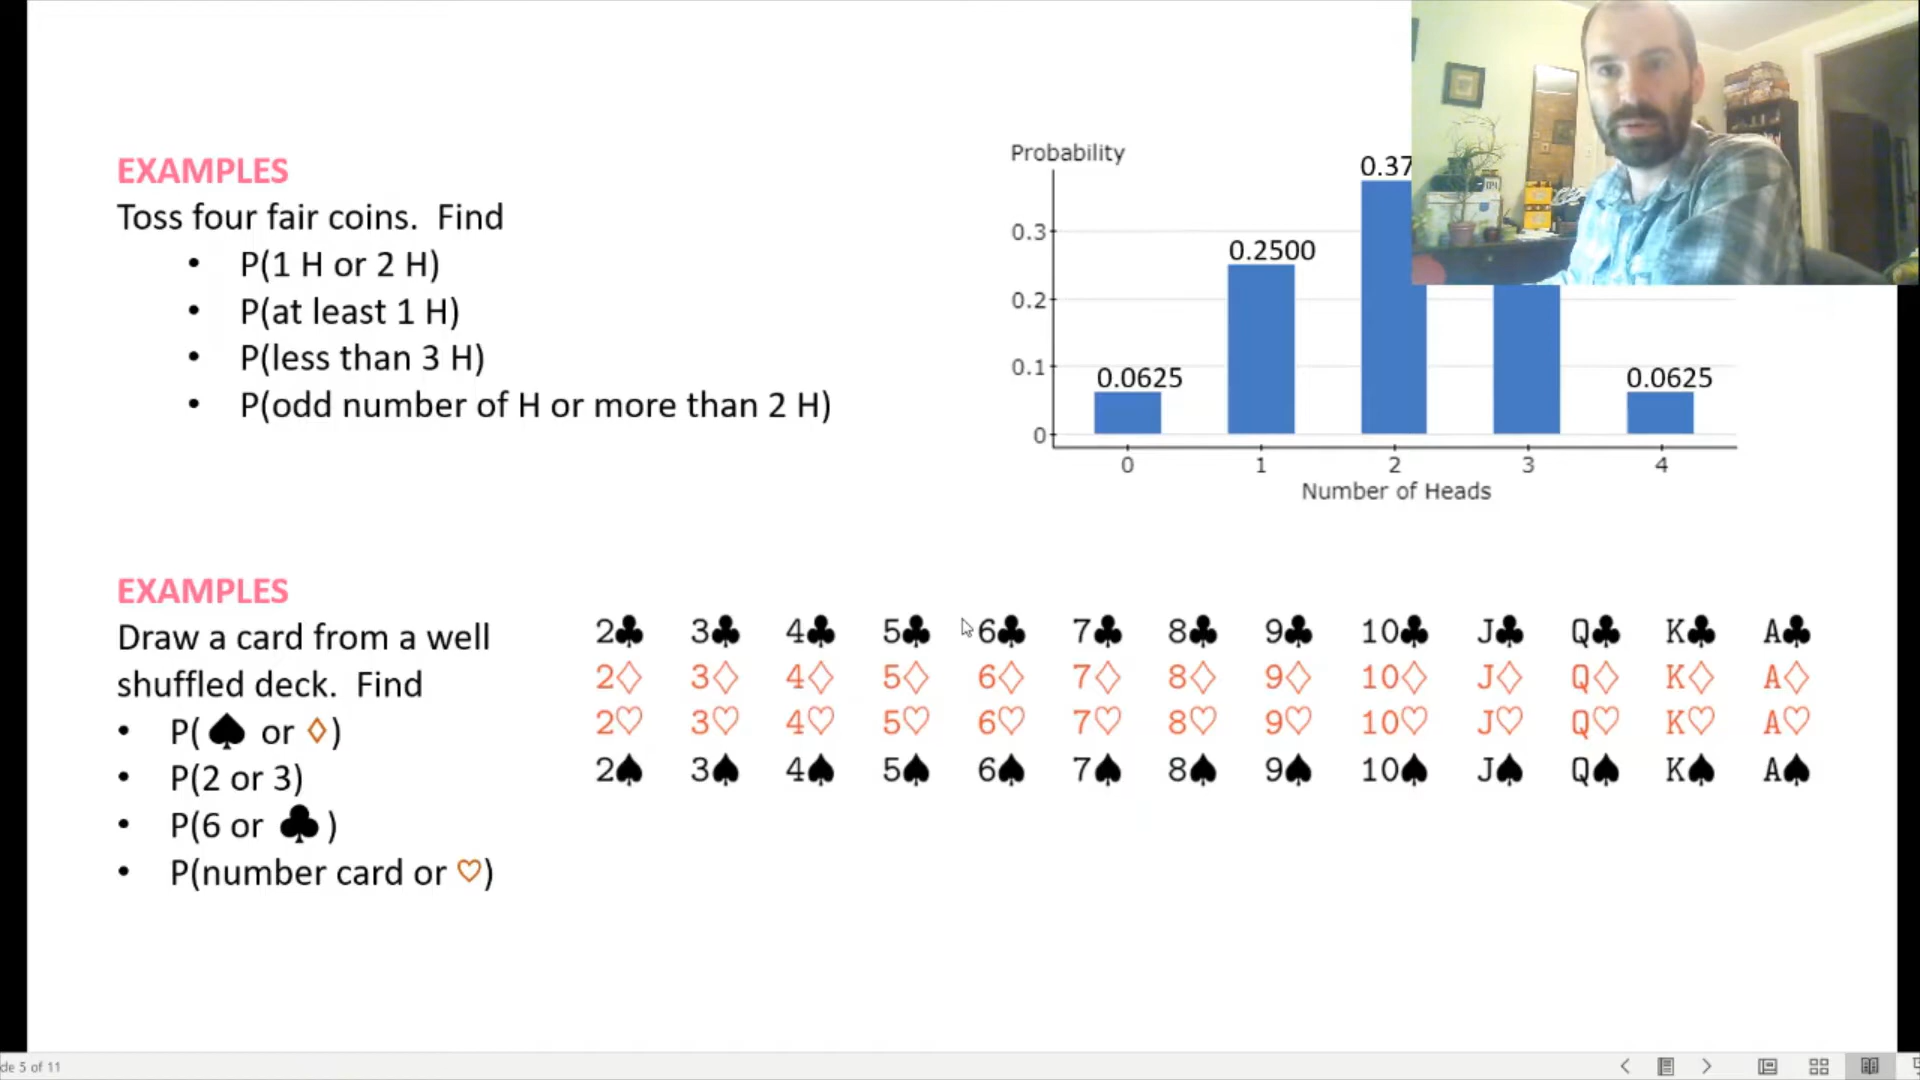 EXAMPLES
Toss four fair coins. Find
• P(1 H or 2 H)
• P(at least 1 H)
• P(less than 3 H)
• P(odd number of H or more than 2 H)
Probability
0.37
0.2500
0.0625
0.0625
0.3
0.2
0.1
0
0 1 2 3 4
Number of Heads
EXAMPLES
Draw a card from a well
shuffled deck. Find
• P(♠ or ♢)
• P(2 or 3)
• P(6 or ♣)
• P(number card or ♡)
2♣ 3♣ 4♣ 5♣ 6♣ 7♣ 8♣ 9♣ 10♣ J♣ Q♣ K♣ A♣
2♢ 3♢ 4♢ 5♢ 6♢ 7♢ 8♢ 9♢ 10♢ J♢ Q♢ K♢ A♢
2♡ 3♡ 4♡ 5♡ 6♡ 7♡ 8♡ 9♡ 10♡ J♡ Q♡ K♡ A♡
2♠ 3♠ 4♠ 5♠ 6♠ 7♠ 8♠ 9♠ 10♠ J♠ Q♠ K♠ A♠
de 5 of 11